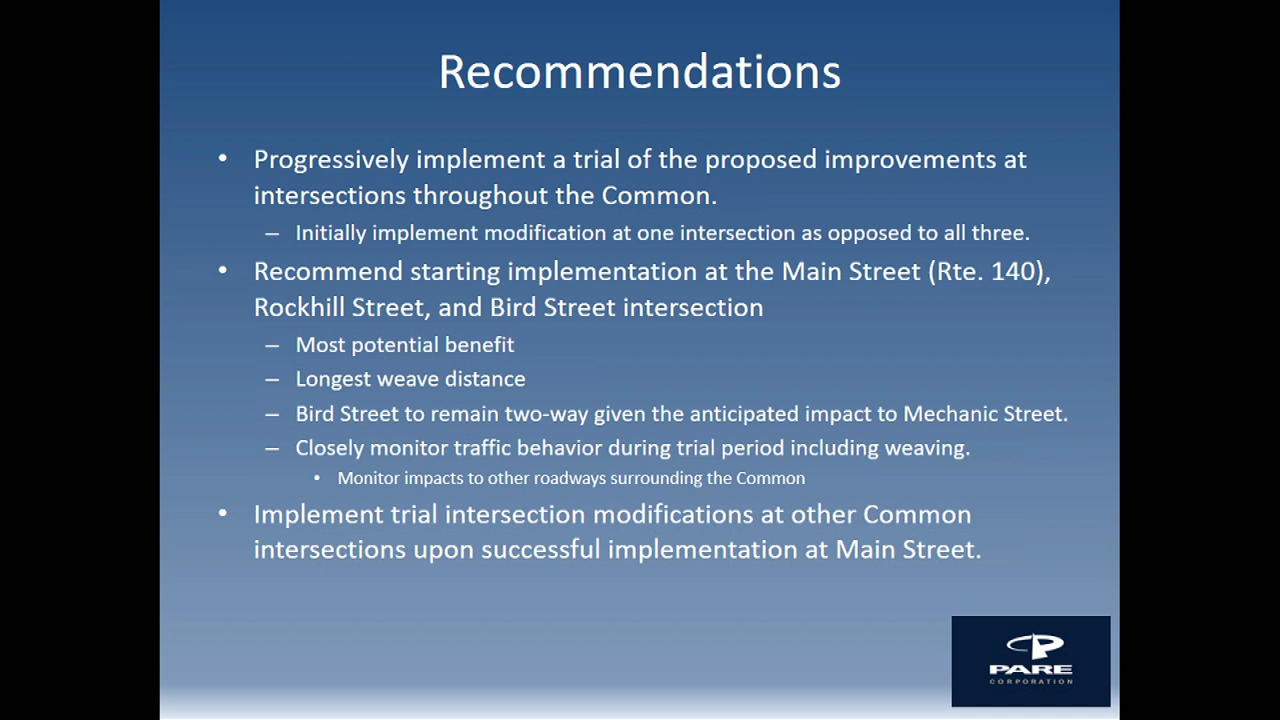 Recommendations
• Progressively implement a trial of the proposed improvements at
intersections throughout the Common.
– Initially implement modification at one intersection as opposed to all three.
• Recommend starting implementation at the Main Street (Rte. 140),
Rockhill Street, and Bird Street intersection
– Most potential benefit
– Longest weave distance
– Bird Street to remain two-way given the anticipated impact to Mechanic Street.
– Closely monitor traffic behavior during trial period including weaving.
• Monitor impacts to other roadways surrounding the Common
• Implement trial intersection modifications at other Common
intersections upon successful implementation at Main Street.
PARE
CORPORATION